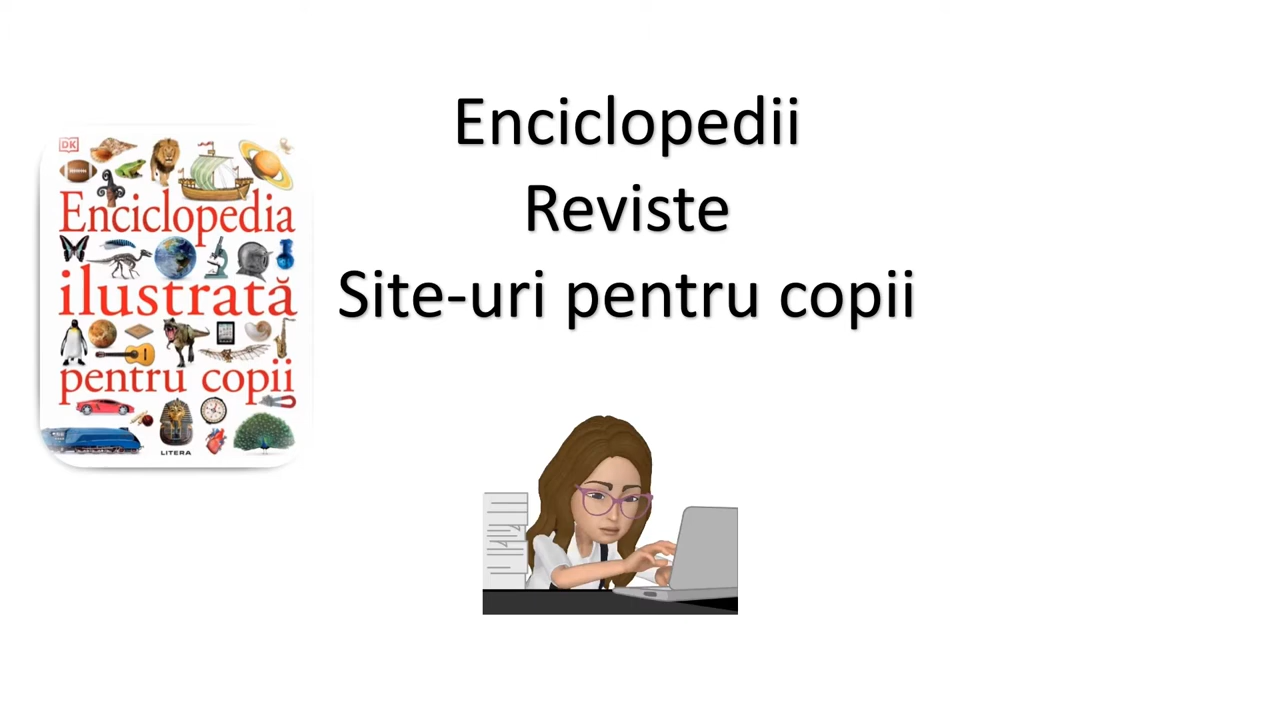 Enciclopedii
Reviste
Site-uri pentru copii
DK
Enciclopedia
ilustrată
pentru copii
LITERA